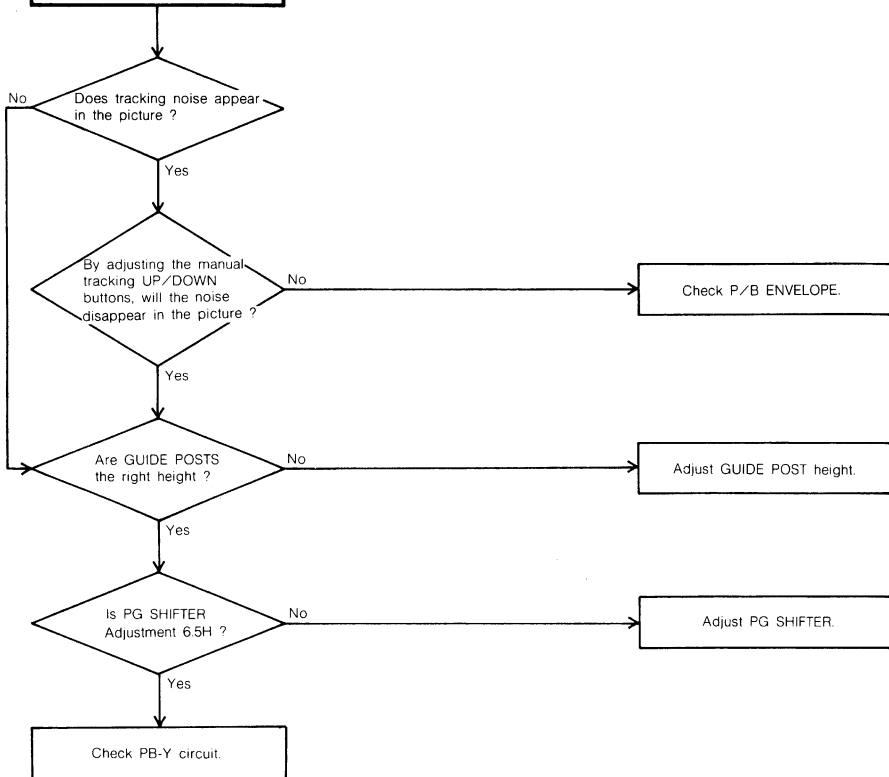 No
Does tracking noise appear
in the picture ?
Yes
By adjusting the manual
tracking UP/DOWN
buttons, will the noise
disappear in the picture ?
No
Check P/B ENVELOPE.
Yes
Are GUIDE POSTS
the right height ?
No
Adjust GUIDE POST height.
Yes
Is PG SHIFTER
Adjustment 6.5H ?
No
Adjust PG SHIFTER.
Yes
Check PB-Y circuit.